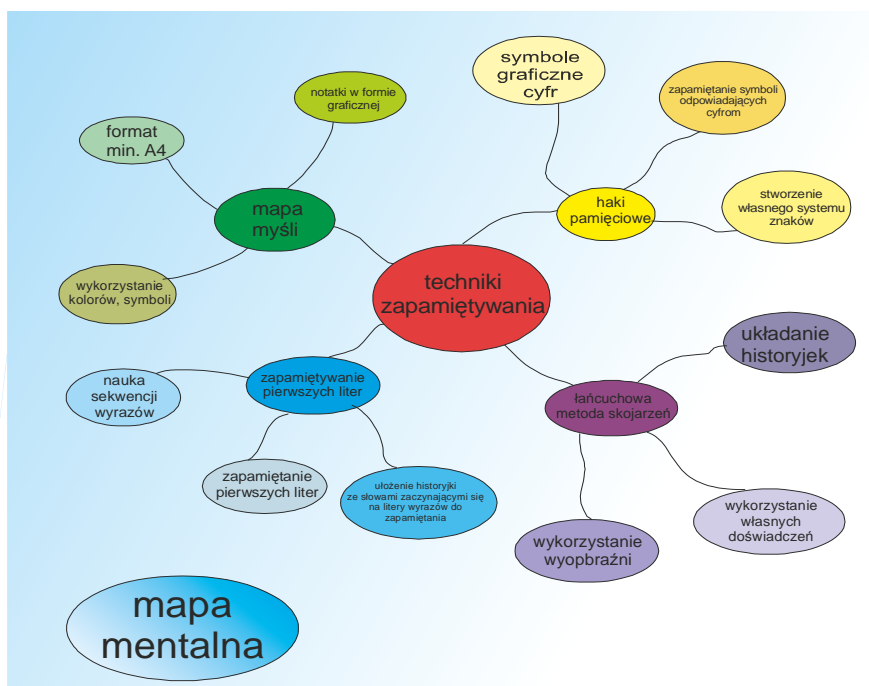 symbole
graficzne
cyfr
notatki w formie
graficznej
zapamiętanie symboli
odpowiadających
cyfrom
format
min. A4
mapa
myśli
haki
pamięciowe
stworzenie
własnego systemu
znaków
techniki
zapamiętywania
wykorzystanie
kolorów, symboli
układanie
historyjek
nauka
sekwencji
wyrazów
zapamiętywanie
pierwszych liter
łańcuchowa
metoda skojarzeń
zapamiętanie
pierwszych liter
ułożenie historyjki
ze słowami zaczynającymi się
na litery wyrazów do
zapamiętania
wykorzystanie
wyopbraźni
wykorzystanie
własnych
doświadczeń
mapa
mentalna